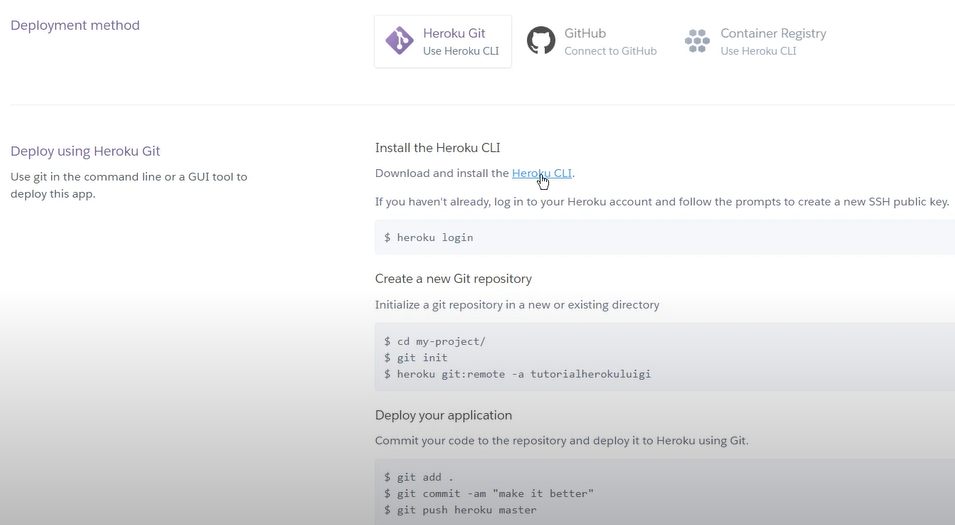 Deployment method
Heroku Git
Use Heroku CLI
GitHub
Connect to GitHub
Container Registry
Use Heroku CLI
Deploy using Heroku Git
Use git in the command line or a GUI tool to
deploy this app.
Install the Heroku CLI
Download and install the Heroku CLI.
If you haven't already, log in to your Heroku account and follow the prompts to create a new SSH public key.
$ heroku login
Create a new Git repository
Initialize a git repository in a new or existing directory
$ cd my-project/
$ git init
$ heroku git:remote -a tutorialherokuluigi
Deploy your application
Commit your code to the repository and deploy it to Heroku using Git.
$ git add .
$ git commit -am "make it better"
$ git push heroku master